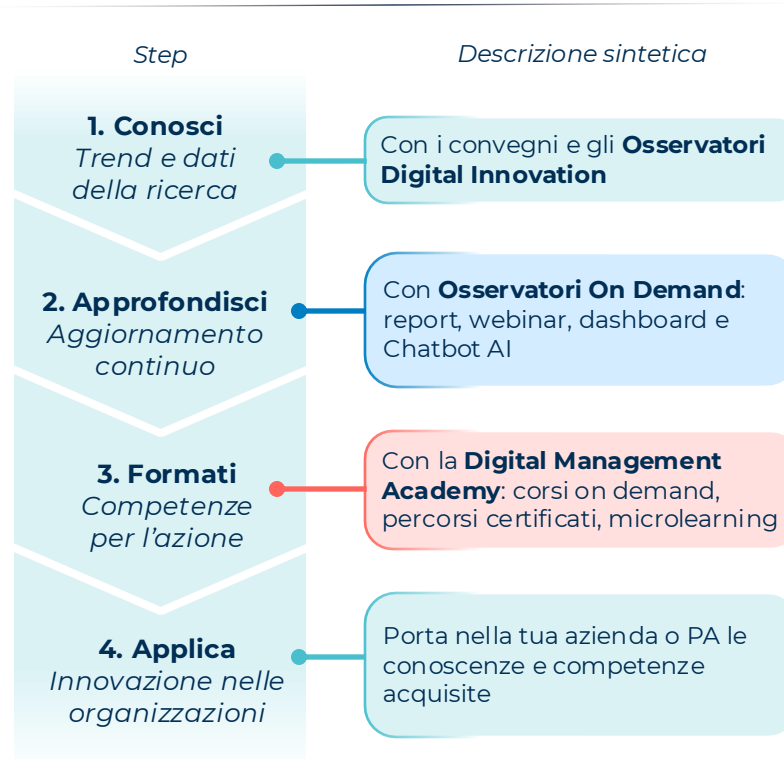 Step
Descrizione sintetica
1. Conosci
Trend e dati
della ricerca
Con i convegni e gli Osservatori
Digital Innovation
2. Approfondisci
Aggiornamento
continuo
Con Osservatori On Demand:
report, webinar, dashboard e
Chatbot AI
3. Formati
Competenze
per l'azione
Con la Digital Management
Academy: corsi on demand,
percorsi certificati, microlearning
4. Applica
Innovazione nelle
organizzazioni
Porta nella tua azienda o PA le
conoscenze e competenze
acquisite